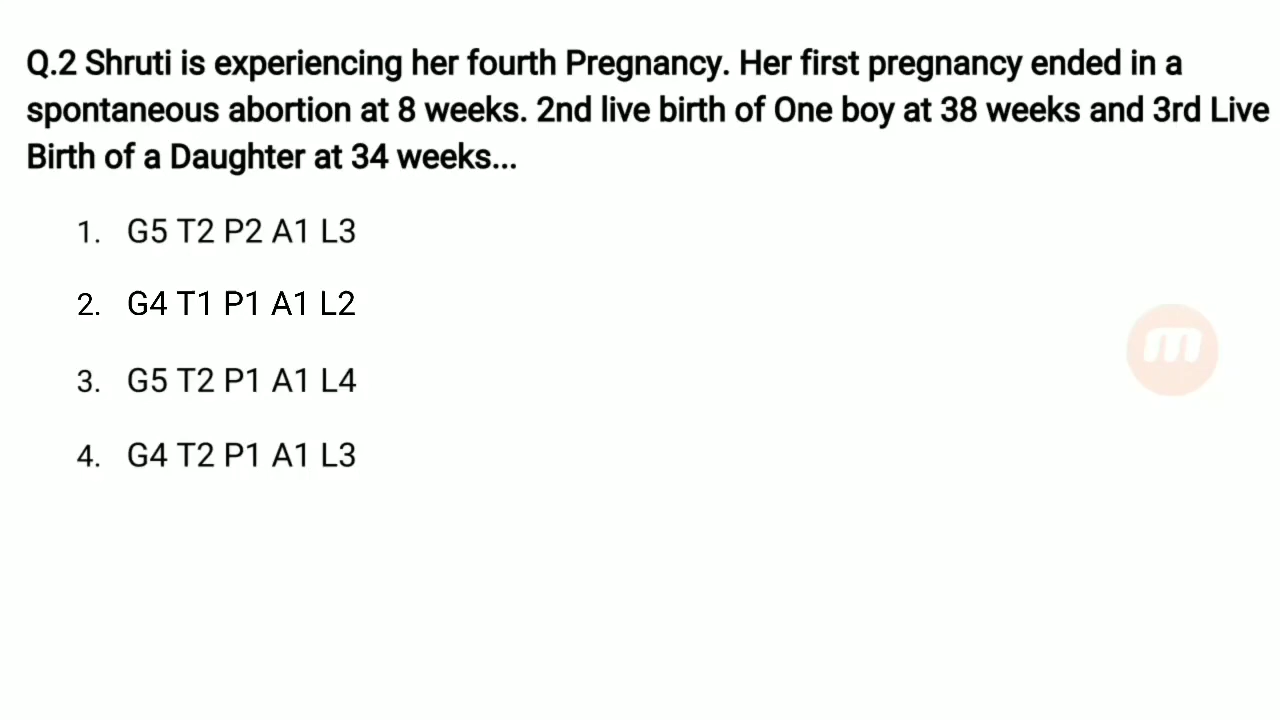 Q.2 Shruti is experiencing her fourth Pregnancy. Her first pregnancy ended in a
spontaneous abortion at 8 weeks. 2nd live birth of One boy at 38 weeks and 3rd Live
Birth of a Daughter at 34 weeks...
1. G5 T2 P2 A1 L3
2. G4 T1 P1 A1 L2
3. G5 T2 P1 A1 L4
4. G4 T2 P1 A1 L3
m